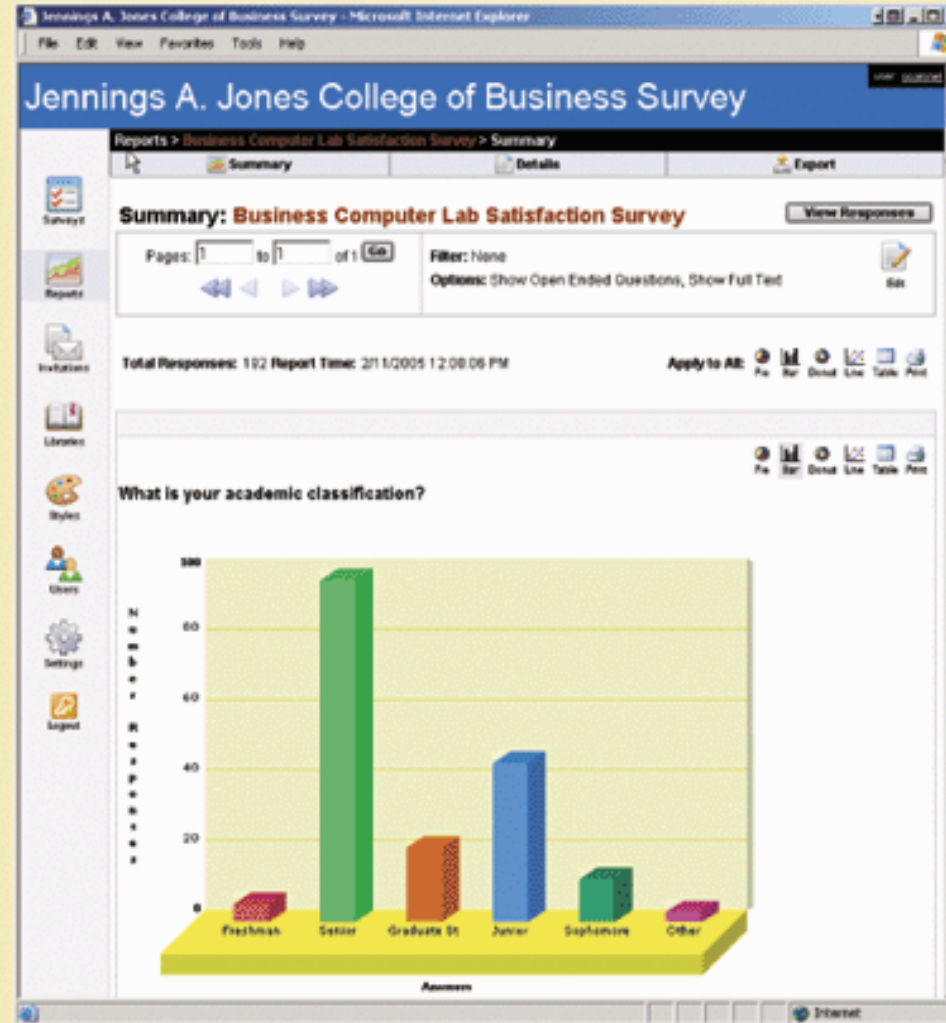 Jennings A. Jones College of Business Survey - Microsoft Internet Explorer
File Edit View Favorites Tools Help
user:
Jennings A. Jones College of Business Survey
Reports > Business Computer Lab Satisfaction Survey > Summary
Summary Details Export
Surveys
Summary: Business Computer Lab Satisfaction Survey View Responses
Pages: 1 to 1 of 1 Go
Filter: None
Options: Show Open Ended Questions, Show Full Text
Edit
Reports
Invitations
Total Responses: 192 Report Time: 2/11/2005 12:08:06 PM Apply to All: Pie Bar Donut Line Table Print
Libraries
Pie Bar Donut Line Table Print
Styles
What is your academic classification?
Users
Settings
Logout
Number Responses
100
80
60
40
20
0
Freshman Senior Graduate St Junior Sophomore Other
Answers
Internet